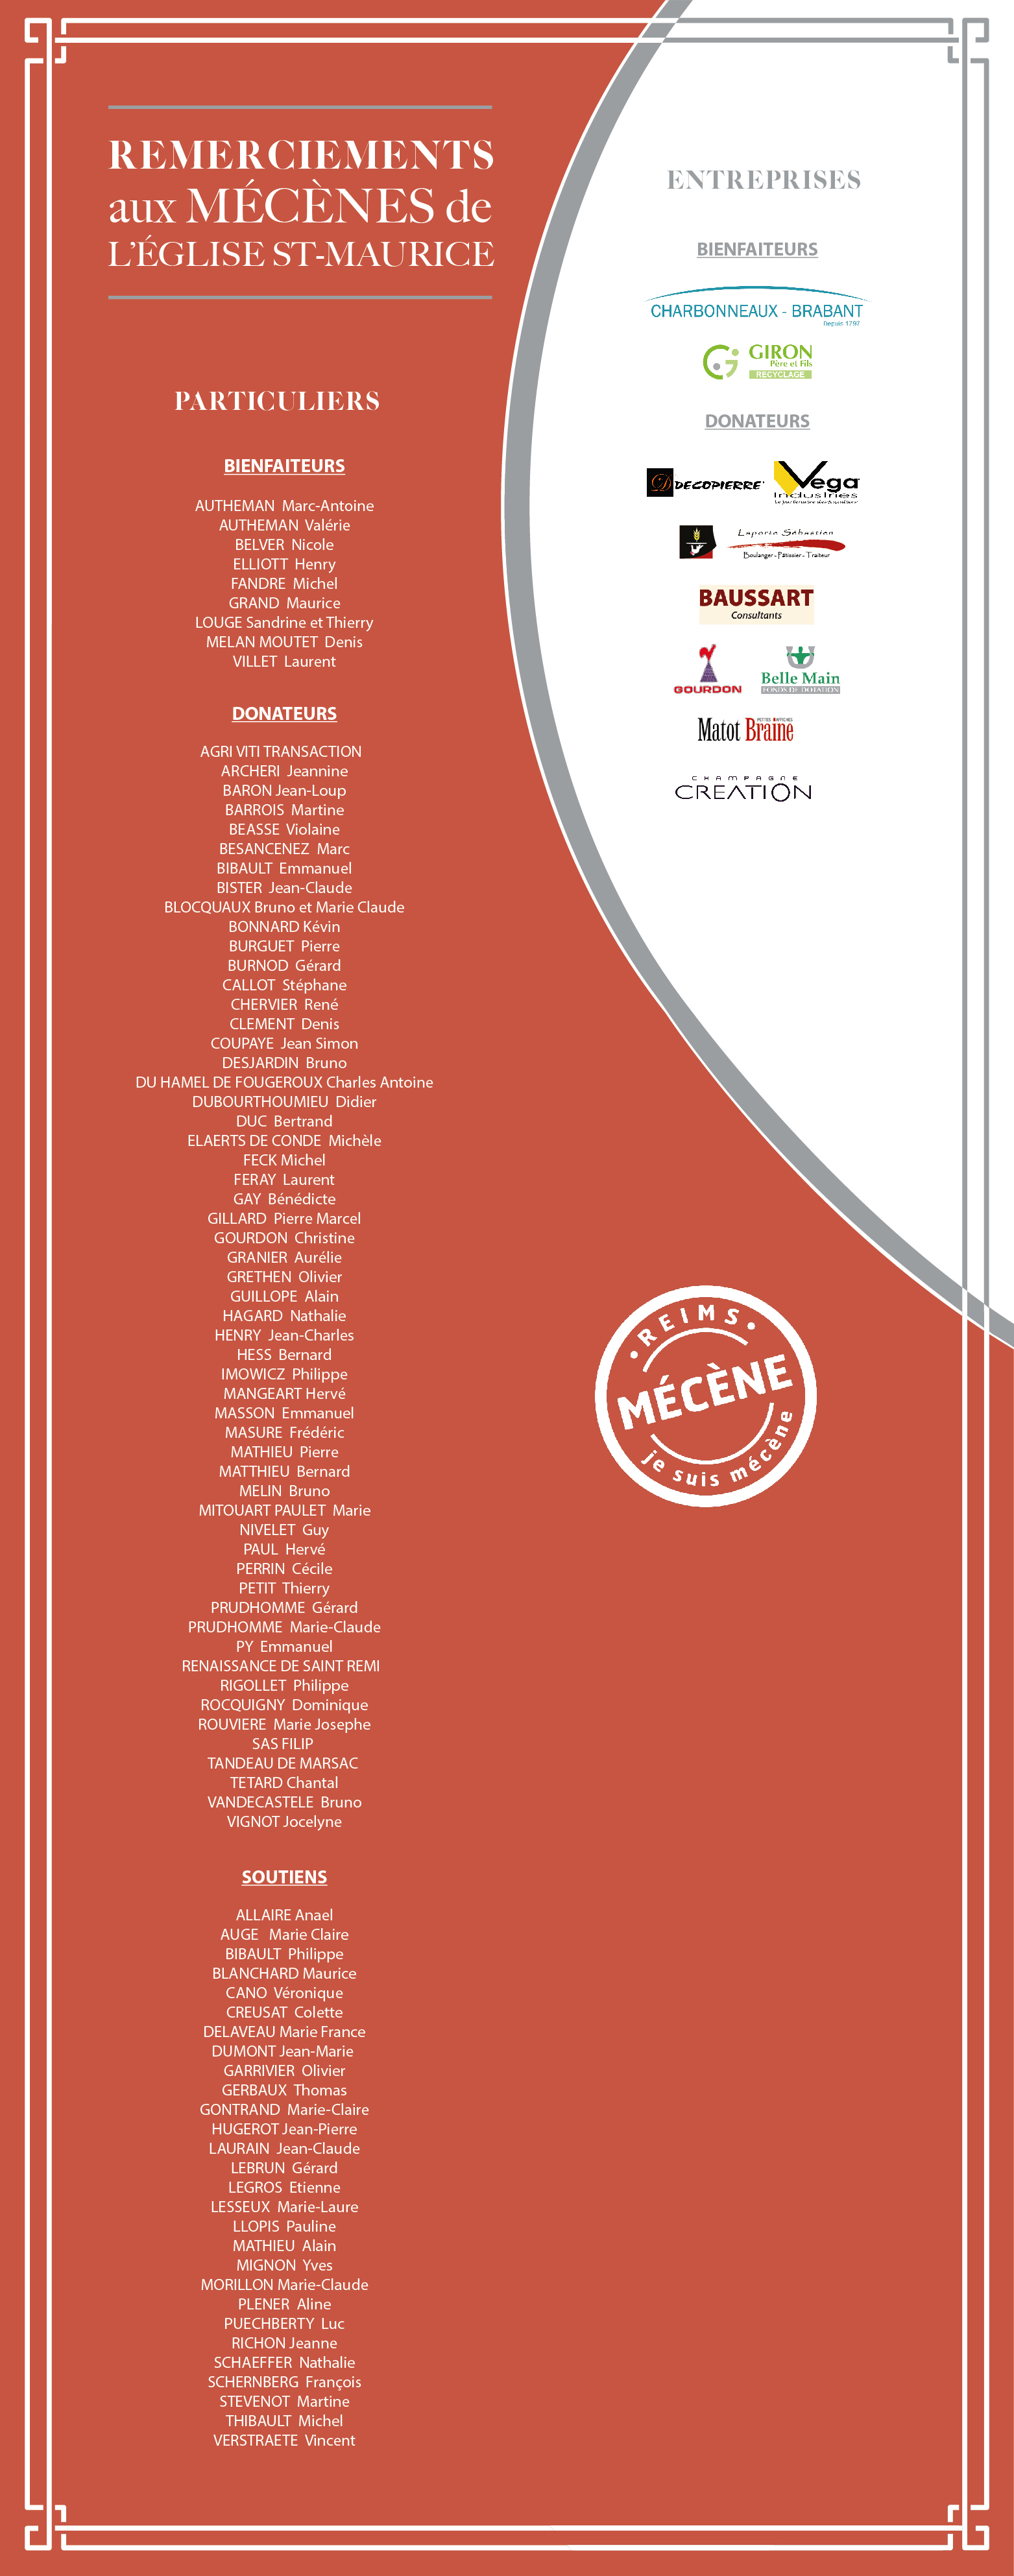 REMERCIEMENTS
aux MÉCÈNES de
L'ÉGLISE ST-MAURICE
PARTICULIERS
BIENFAITEURS
AUTHEMAN Marc-Antoine
AUTHEMAN Valérie
BELVER Nicole
ELLIOTT Henry
FANDRE Michel
GRAND Maurice
LOUGE Sandrine et Thierry
MELAN MOUTET Denis
VILLET Laurent
DONATEURS
AGRI VITI TRANSACTION
ARCHERI Jeannine
BARON Jean-Loup
BARROIS Martine
BEASSE Violaine
BESANCENEZ Marc
BIBAULT Emmanuel
BISTER Jean-Claude
BLOCQUAUX Bruno et Marie Claude
BONNARD Kévin
BURGUET Pierre
BURNOD Gérard
CALLOT Stéphane
CHERVIER René
CLEMENT Denis
COUPAYE Jean Simon
DESJARDIN Bruno
DU HAMEL DE FOUGEROUX Charles Antoine
DUBOURTHOUMIEU Didier
DUC Bertrand
ELAERTS DE CONDE Michèle
FECK Michel
FERAY Laurent
GAY Bénédicte
GILLARD Pierre Marcel
GOURDON Christine
GRANIER Aurélie
GRETHEN Olivier
GUILLOPE Alain
HAGARD Nathalie
HENRY Jean-Charles
HESS Bernard
IMOWICZ Philippe
MANGEART Hervé
MASSON Emmanuel
MASURE Frédéric
MATHIEU Pierre
MATTHIEU Bernard
MELIN Bruno
MITOUART PAULET Marie
NIVELET Guy
PAUL Hervé
PERRIN Cécile
PETIT Thierry
PRUDHOMME Gérard
PRUDHOMME Marie-Claude
PY Emmanuel
RENAISSANCE DE SAINT REMI
RIGOLLET Philippe
ROCQUIGNY Dominique
ROUVIERE Marie Josephe
SAS FILIP
TANDEAU DE MARSAC
TETARD Chantal
VANDECASTELE Bruno
VIGNOT Jocelyne
SOUTIENS
ALLAIRE Anael
AUGE Marie Claire
BIBAULT Philippe
BLANCHARD Maurice
CANO Véronique
CREUSAT Colette
DELAVEAU Marie France
DUMONT Jean-Marie
GARRIVIER Olivier
GERBAUX Thomas
GONTRAND Marie-Claire
HUGEROT Jean-Pierre
LAURAIN Jean-Claude
LEBRUN Gérard
LEGROS Etienne
LESSEUX Marie-Laure
LLOPIS Pauline
MATHIEU Alain
MIGNON Yves
MORILLON Marie-Claude
PLENER Aline
PUECHBERTY Luc
RICHON Jeanne
SCHAEFFER Nathalie
SCHERNBERG François
STEVENOT Martine
THIBAULT Michel
VERSTRAETE Vincent
ENTREPRISES
BIENFAITEURS
CHARBONNEAUX - BRABANT
Depuis 1797
GIRON
Père et Fils
RECYCLAGE
DONATEURS
DECOPIERRE
Vega
Industries
Laporte Sébastien
Boulanger - Pâtissier - Traiteur
BAUSSART
Consultants
GOURDON
Belle Main
FONDS DE DOTATION
PETITES AFFICHES
Matot Braine
CHAMPAGNE
CREATION
• REIMS •
MÉCÈNE
je suis mécène